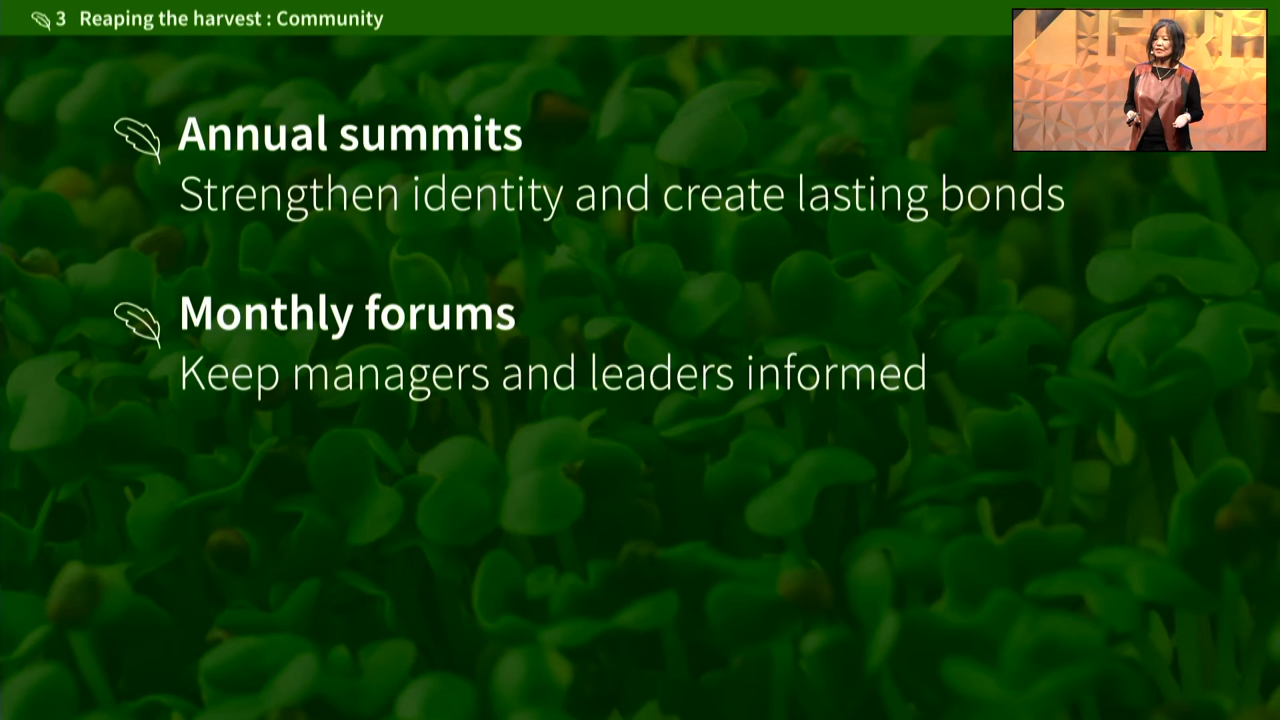 3 Reaping the harvest : Community
Annual summits
Strengthen identity and create lasting bonds
Monthly forums
Keep managers and leaders informed